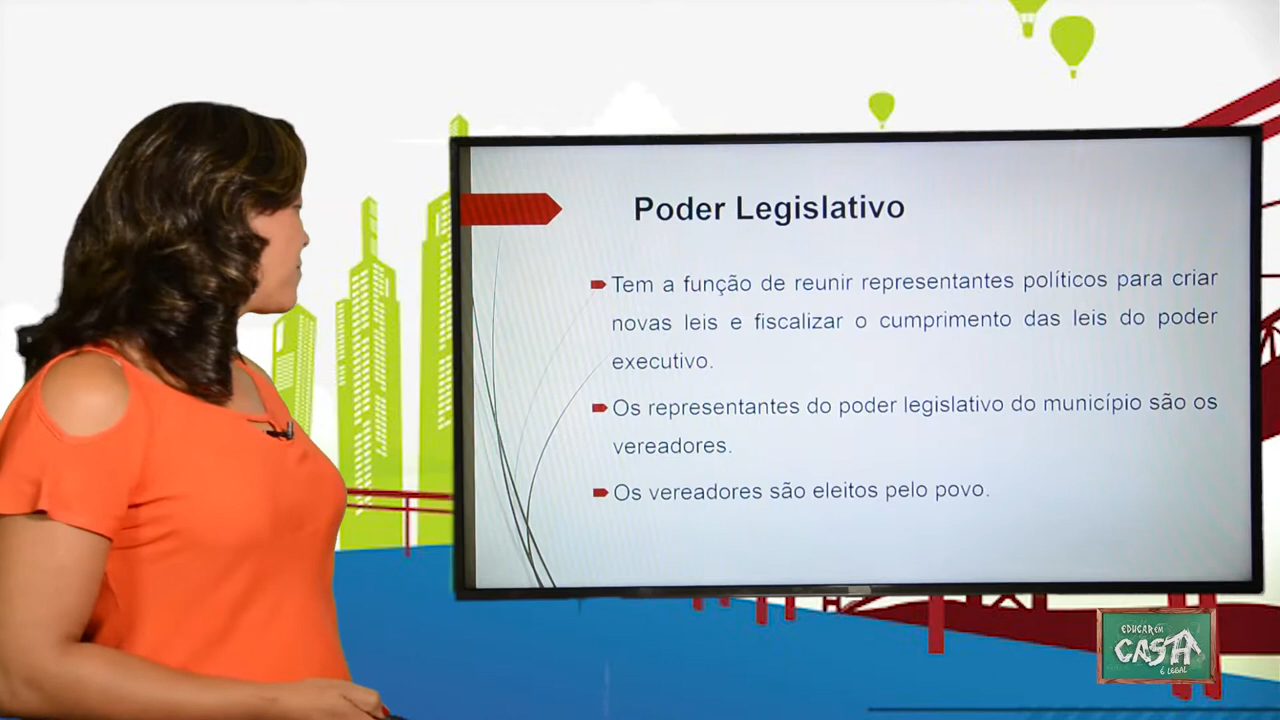 Poder Legislativo
Tem a função de reunir representantes políticos para criar
novas leis e fiscalizar o cumprimento das leis do poder
executivo.
Os representantes do poder legislativo do município são os
vereadores.
Os vereadores são eleitos pelo povo.
EDUCAR EM
CASA
É LEGAL